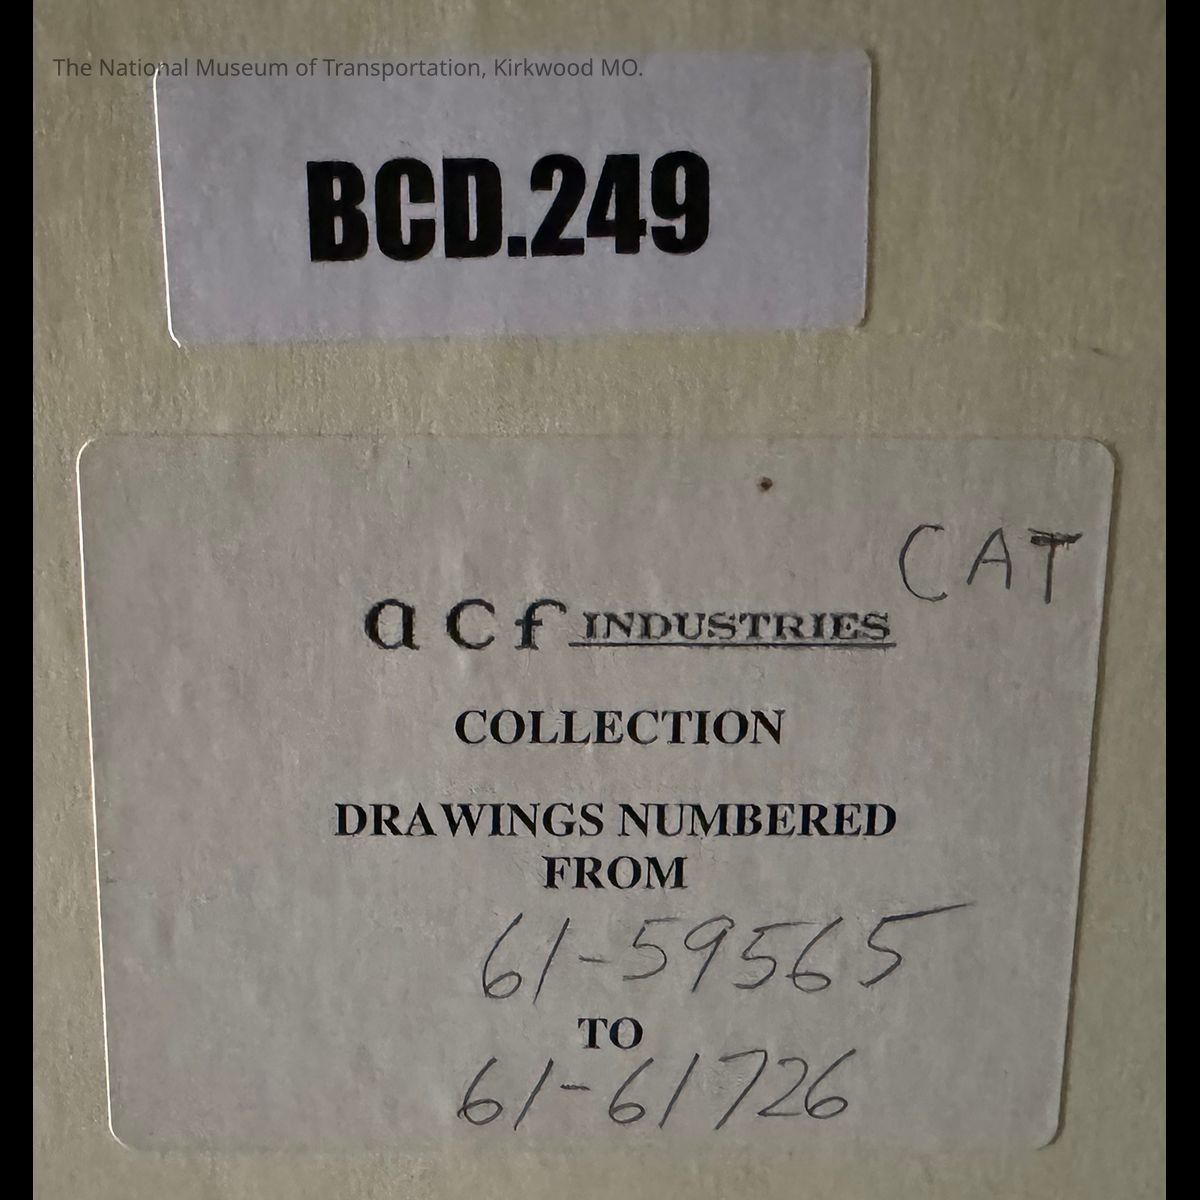 The National Museum of Transportation, Kirkwood MO.
BCD.249
CAT
acf INDUSTRIES
COLLECTION
DRAWINGS NUMBERED
FROM
61-59565
TO
61-61726